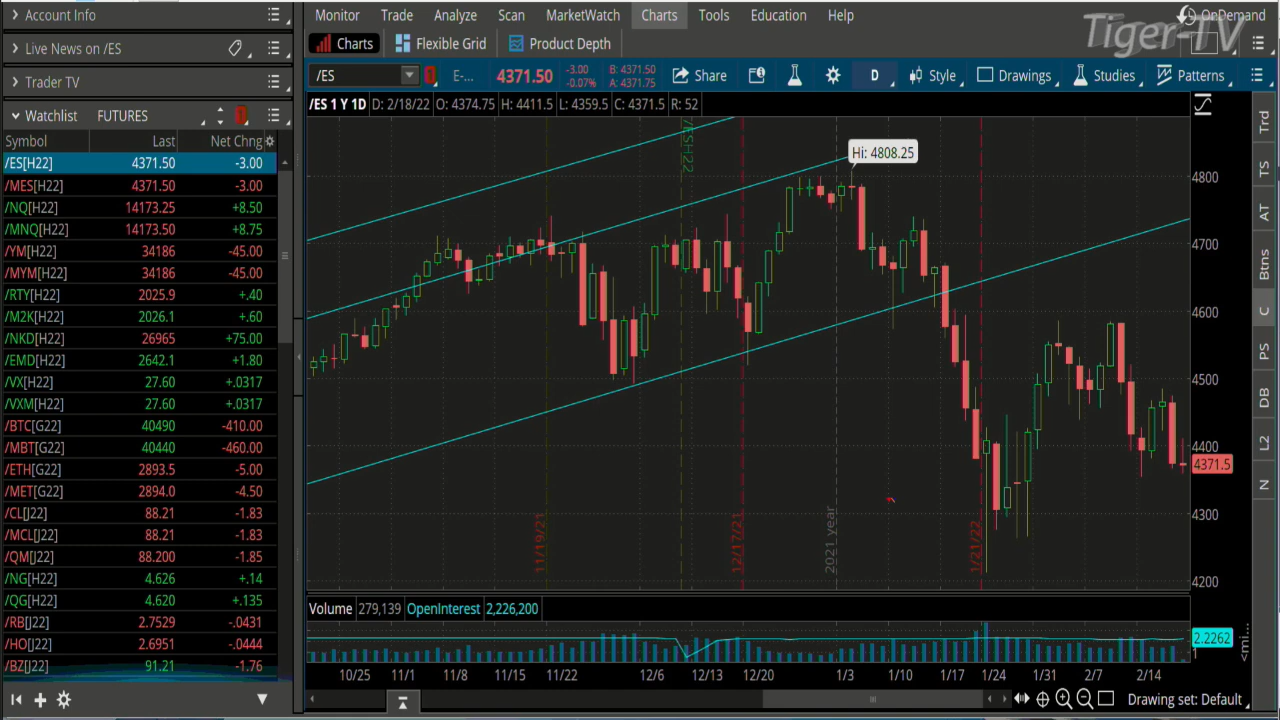 Account Info
Live News on /ES
Trader TV
Watchlist FUTURES
Symbol Last Net Chng
/ES[H22] 4371.50 -3.00
/MES[H22] 4371.50 -3.00
/NQ[H22] 14173.25 +8.50
/MNQ[H22] 14173.50 +8.75
/YM[H22] 34186 -45.00
/MYM[H22] 34186 -45.00
/RTY[H22] 2025.9 +.40
/M2K[H22] 2026.1 +.60
/NKD[H22] 26965 +75.00
/EMD[H22] 2642.1 +1.80
/VX[H22] 27.60 +.0317
/VXM[H22] 27.60 +.0317
/BTC[G22] 40490 -410.00
/MBT[G22] 40440 -460.00
/ETH[G22] 2893.5 -5.00
/MET[G22] 2894.0 -4.50
/CL[J22] 88.21 -1.83
/MCL[J22] 88.21 -1.83
/QM[J22] 88.200 -1.85
/NG[H22] 4.626 +.14
/QG[H22] 4.620 +.135
/RB[J22] 2.7529 -.0431
/HO[J22] 2.6951 -.0444
/BZ[J22] 91.21 -1.76
Monitor Trade Analyze Scan MarketWatch Charts Tools Education Help
OnDemand
Tiger-TV
Charts Flexible Grid Product Depth
/ES E-... 4371.50 -3.00 -0.07% B: 4371.50 A: 4371.75 Share D Style Drawings Studies Patterns
/ES 1 Y 1D D: 2/18/22 O: 4374.75 H: 4411.5 L: 4359.5 C: 4371.5 R: 52
/ESH22
Hi: 4808.25
4800
4700
4600
4500
4400
4371.5
4300
4200
11/19/21
12/17/21
2021 year
1/21/22
Volume 279,139 OpenInterest 2,226,200
2.2262
1
<mi...
10/25 11/1 11/8 11/15 11/22 12/6 12/13 12/20 1/3 1/10 1/17 1/24 1/31 2/7 2/14
Drawing set: Default
Trd
TS
AT
Btns
C
PS
DB
L2
N